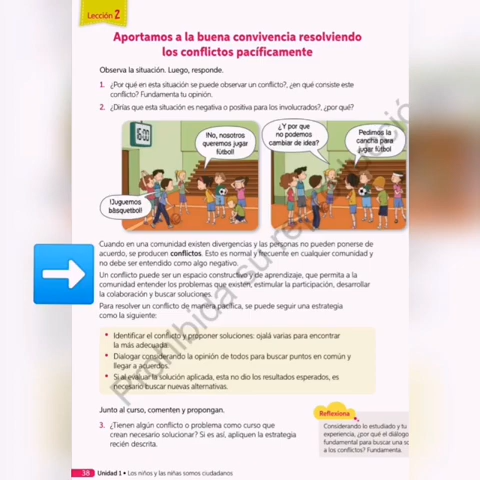 Lección 2
Aportamos a la buena convivencia resolviendo
los conflictos pacíficamente
Observa la situación. Luego, responde.
1. ¿Por qué en esta situación se puede observar un conflicto?, ¿en qué consiste este
conflicto? Fundamenta tu opinión.
2. ¿Dirías que esta situación es negativa o positiva para los involucrados?, ¿por qué?
15:00
¡No, nosotros
queremos jugar
fútbol!
¡Juguemos
básquetbol!
¿Y por qué
no podemos
cambiar de idea?
Pedimos la
cancha para
jugar fútbol
Cuando en una comunidad existen divergencias y las personas no pueden ponerse de
acuerdo, se producen conflictos. Esto es normal y frecuente en cualquier comunidad y
no debe ser entendido como algo negativo.
Un conflicto puede ser un espacio constructivo y de aprendizaje, que permita a la
comunidad entender los problemas que existen, estimular la participación, desarrollar
la colaboración y buscar soluciones.
Para resolver un conflicto de manera pacífica, se puede seguir una estrategia
como la siguiente:
• Identificar el conflicto y proponer soluciones: ojalá varias para encontrar
la más adecuada.
• Dialogar considerando la opinión de todos para buscar puntos en común y
llegar a acuerdos.
• Si al evaluar la solución aplicada, esta no dio los resultados esperados, es
necesario buscar nuevas alternativas.
Junto al curso, comenten y propongan.
3. ¿Tienen algún conflicto o problema como curso que
crean necesario solucionar? Si es así, apliquen la estrategia
recién descrita.
Reflexiona
Considerando lo estudiado y tu
experiencia, ¿por qué el diálogo
fundamental para buscar una
a los conflictos? Fundamenta.
38 Unidad 1 • Los niños y las niñas somos ciudadanos
Prohibida su